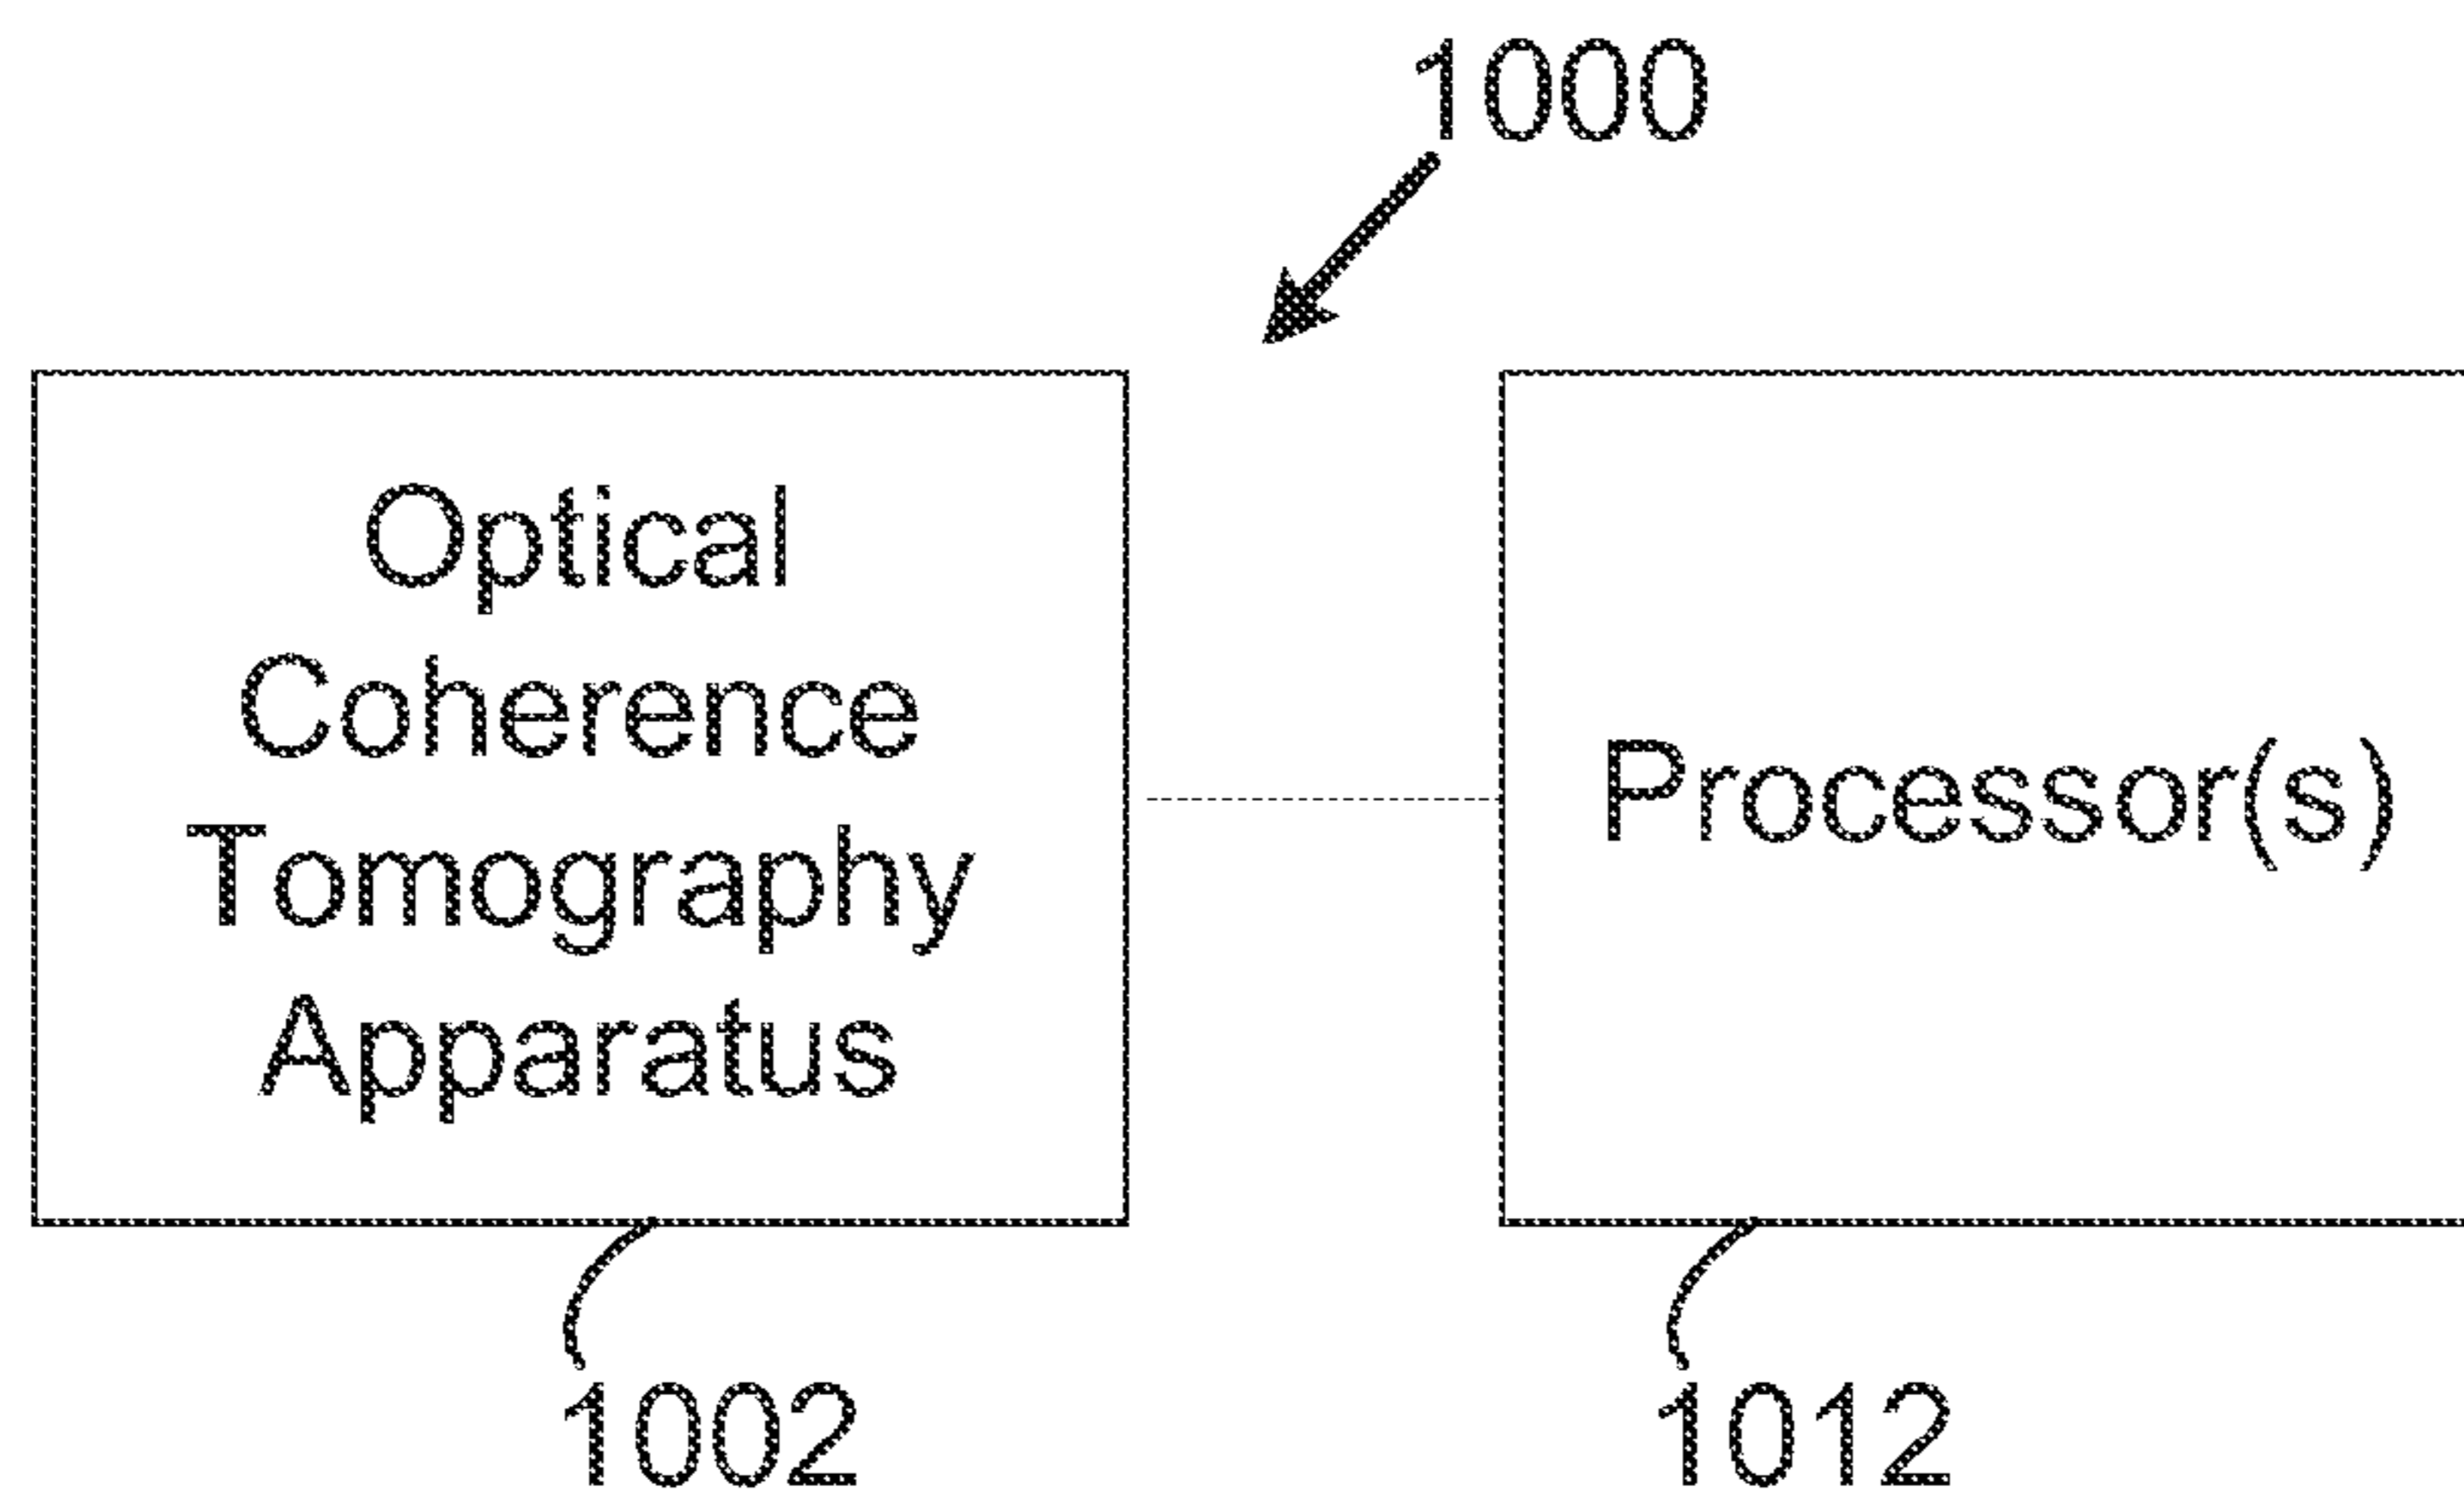 1000
Optical
Coherence
Tomography
Apparatus
Processor(s)
1002
1012